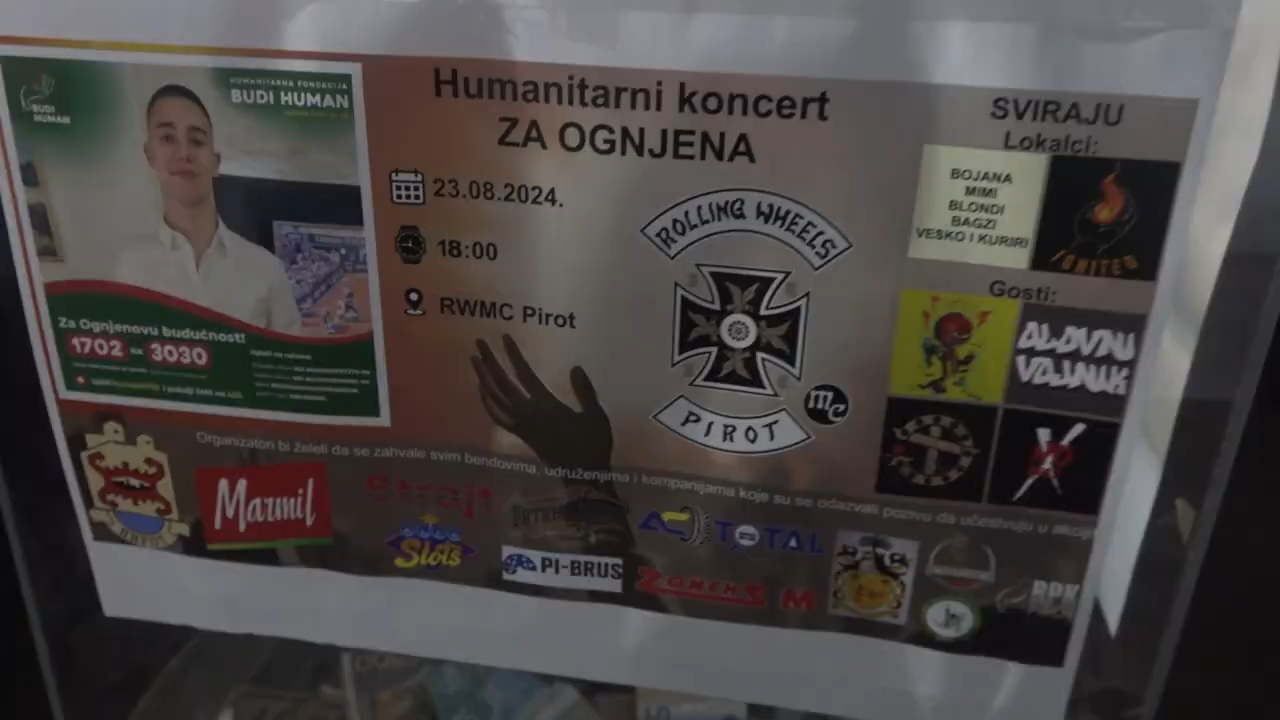 BUDI
HUMAN
HUMANITARNA FONDACIJA
BUDI HUMAN
Za Ognjenovu budućnost!
1702 na 3030
Humanitarni koncert
ZA OGNJENA
23.08.2024.
18:00
RWMC Pirot
ROLLING WHEELS
MC
PIROT
SVIRAJU
Lokalci:
BOJANA
MIMI
BLONDI
BAGZI
VESKO I KURIRI
IGNITED
Gosti:
OLOVNI
VOJNIK
Organizatori bi želeli da se zahvale svim bendovima, udruženjima i kompanijama koje su se odazvali pozivu da učestvuju u akciji
PIROT
Marmil
Slots
PI-BRUS
TOTAL